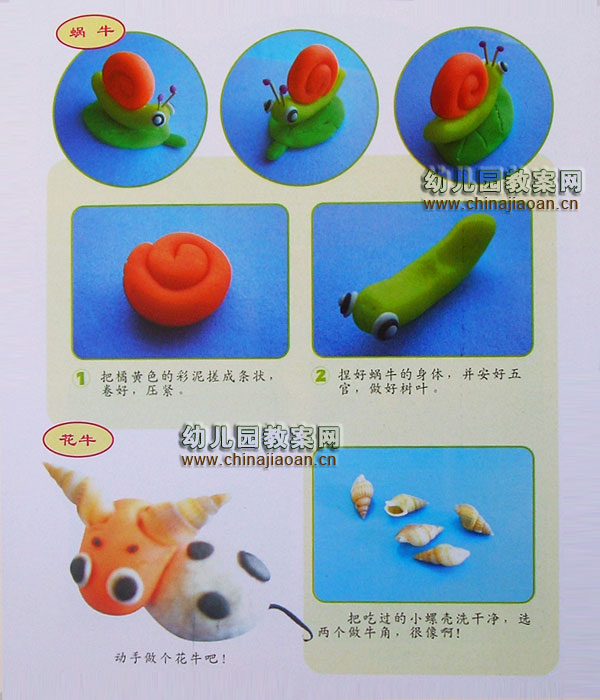 蜗牛
幼儿园教案网
www.chinajiaoan.cn
1 把橘黄色的彩泥搓成条状，
卷好，压紧。
2 捏好蜗牛的身体，并安好五
官，做好树叶。
花牛
幼儿园教案网
www.chinajiaoan.cn
把吃过的小螺壳洗干净，选
两个做牛角，很像啊！
动手做个花牛吧！